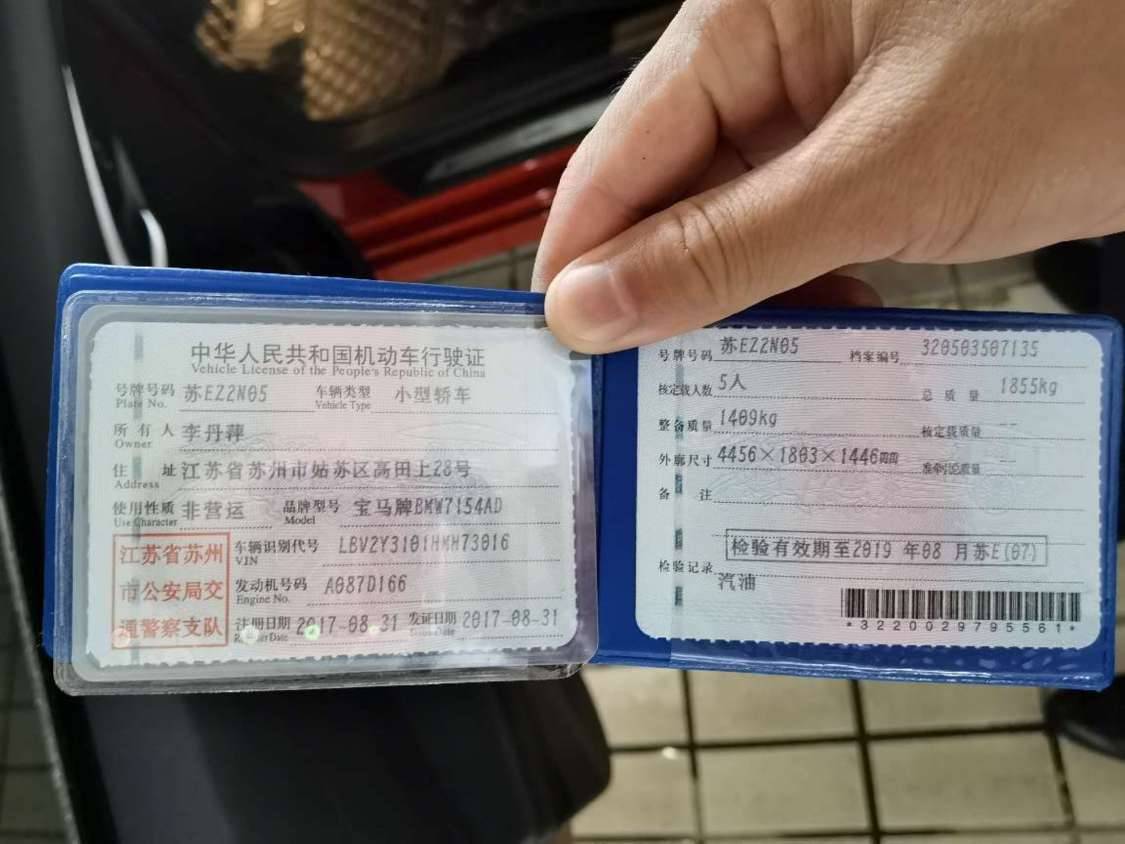 中华人民共和国机动车行驶证
Vehicle License of the People's Republic of China
号牌号码 苏EZ2N05 车辆类型 小型轿车
Plate No. Vehicle Type
所有人 李丹萍
Owner
住址 江苏省苏州市姑苏区高田上28号
Address
使用性质 非营运 品牌型号 宝马牌BMW7154AD
Use Character Model
江苏省苏州
市公安局交
通警察支队
车辆识别代号 LBV2Y3101HMH73016
VIN
发动机号码 A087D166
Engine No.
注册日期 2017-08-31 发证日期 2017-08-31
Register Date Issue Date
号牌号码 苏EZ2N05 档案编号 320503507135
核定载人数 5人 总质量 1855kg
整备质量 1409kg 核定载质量 --
外廓尺寸 4456×1803×1446mm 准牵引总质量 --
备注
检验有效期至2019 年08 月苏E(07)
检验记录
汽油
*3220029795561*